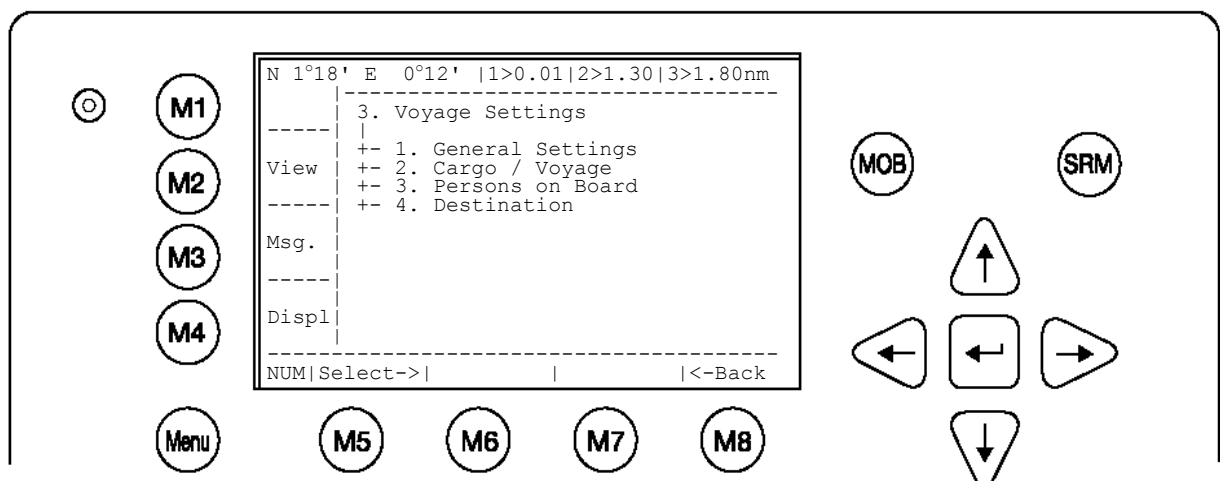 N 1°18' E 0°12' |1>0.01|2>1.30|3>1.80nm
M1
3. Voyage Settings
+- 1. General Settings
View
+- 2. Cargo / Voyage
M2
+- 3. Persons on Board
+- 4. Destination
MOB
SRM
Msg.
M3
Displ
M4
NUM|Select->| | |<-Back
Menu
M5
M6
M7
M8